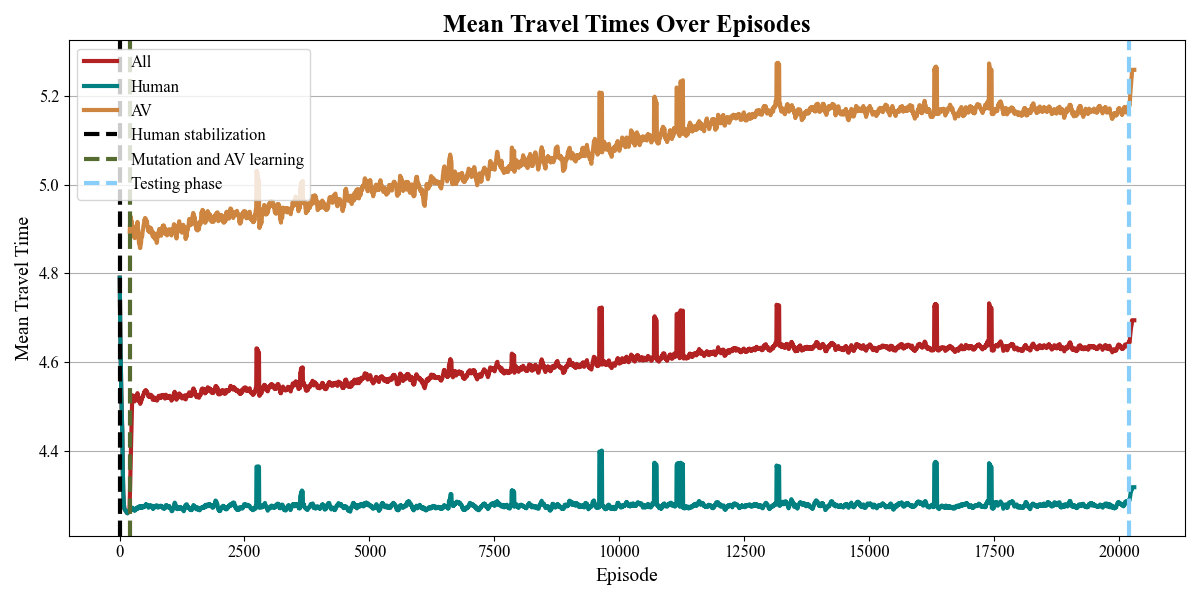 Mean Travel Times Over Episodes
All
Human
AV
Human stabilization
Mutation and AV learning
Testing phase
Mean Travel Time
5.2
5.0
4.8
4.6
4.4
0
2500
5000
7500
10000
12500
15000
17500
20000
Episode